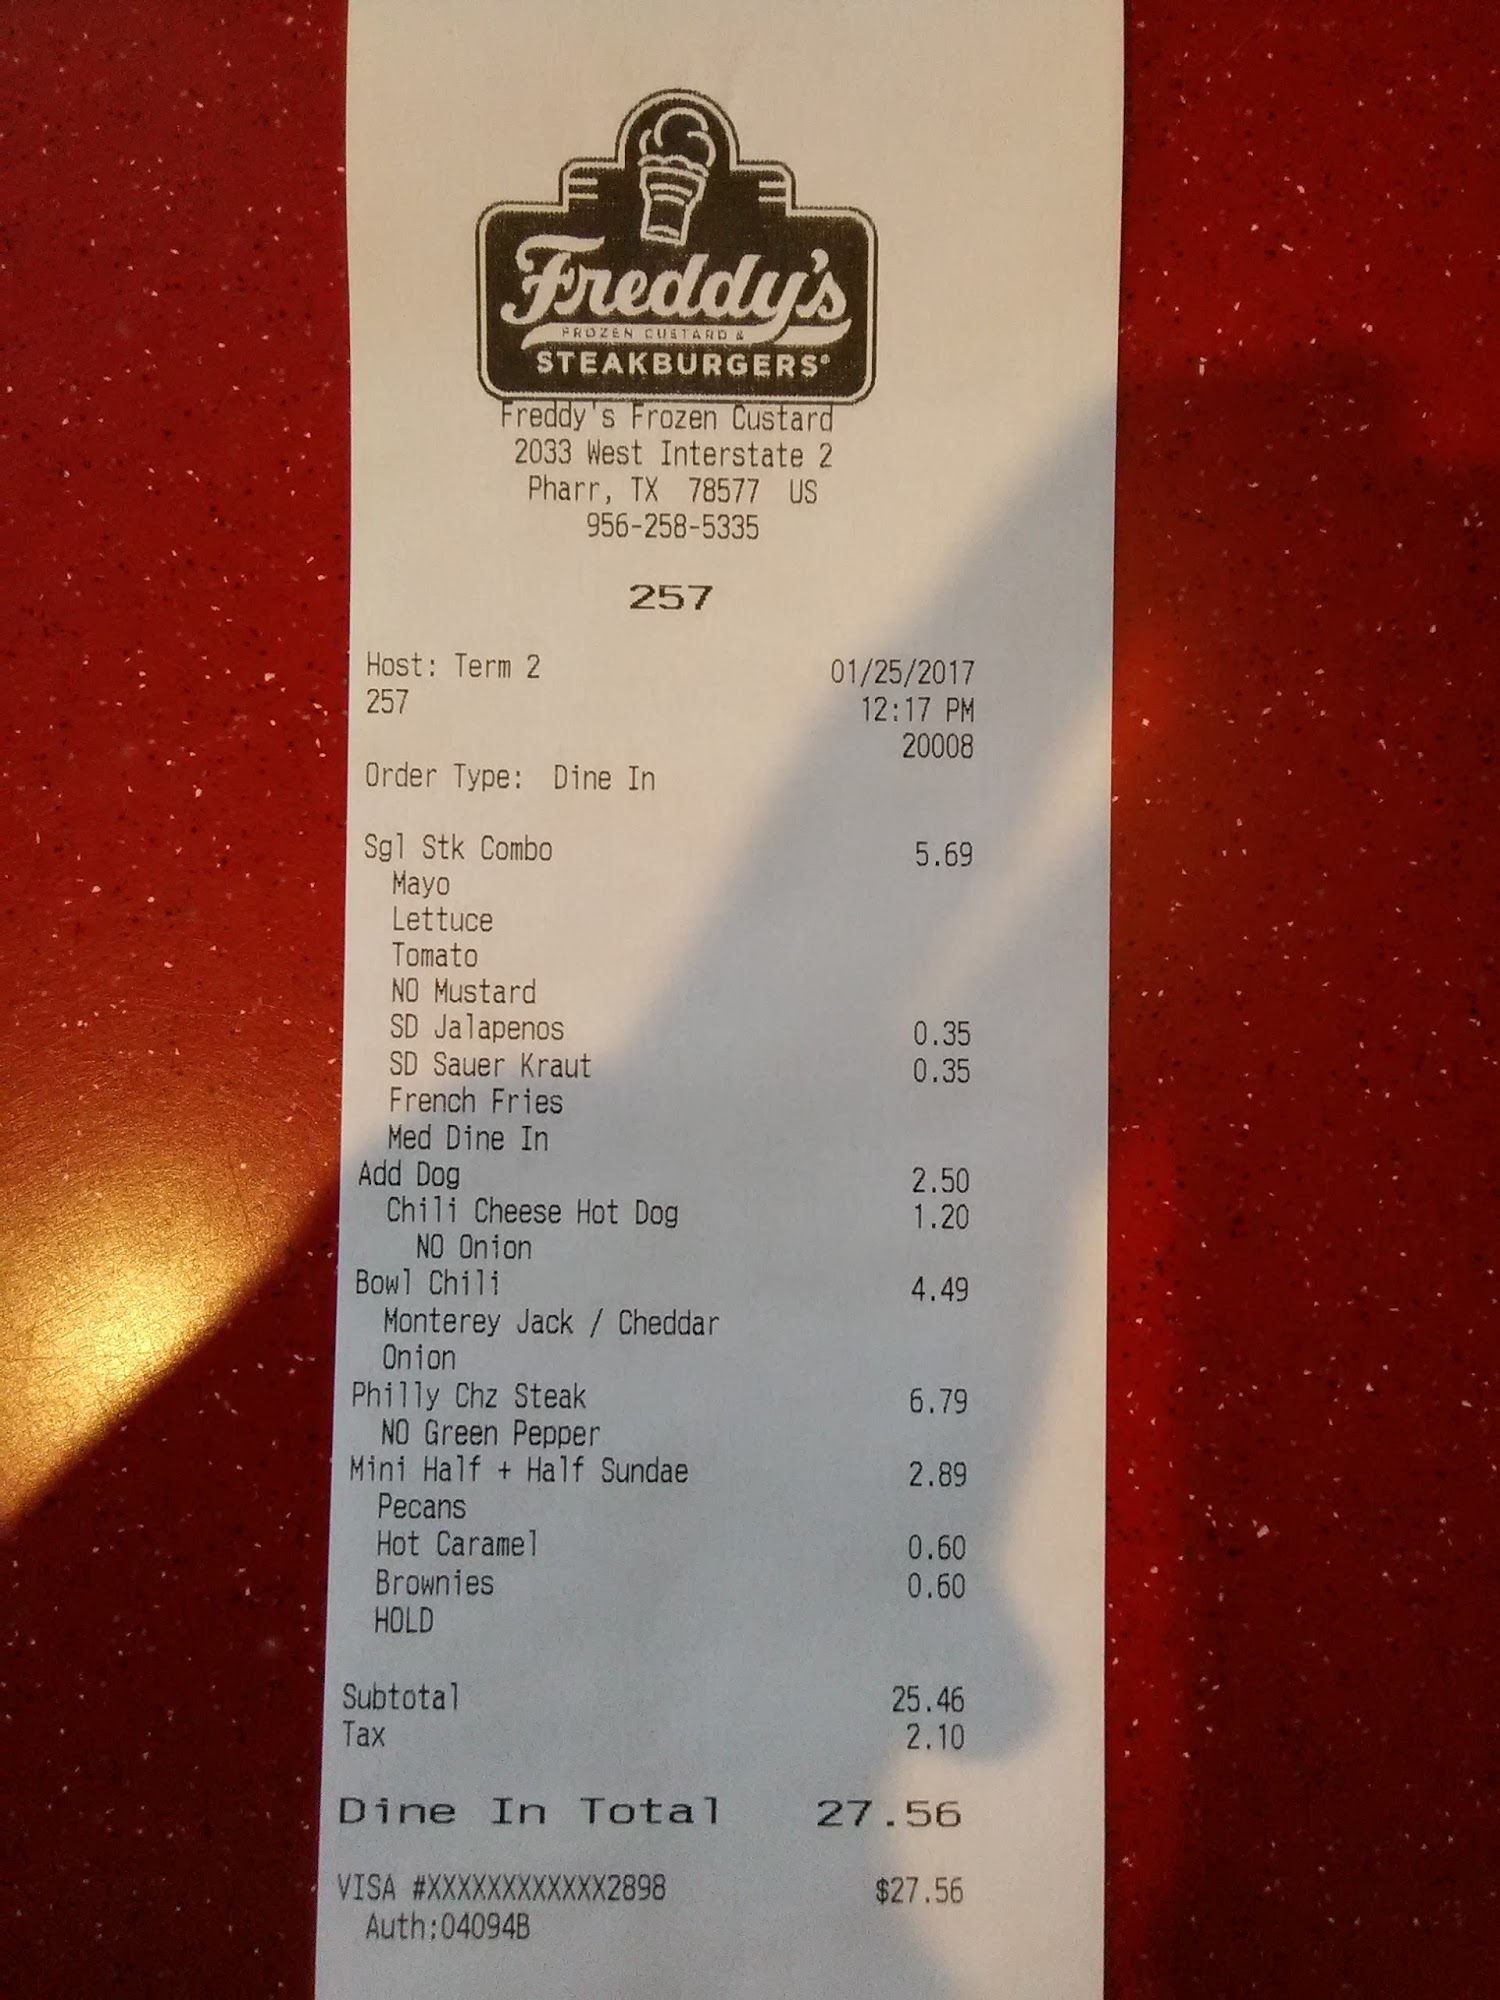 Freddy's
FROZEN CUSTARD &
STEAKBURGERS®
Freddy's Frozen Custard
2033 West Interstate 2
Pharr, TX  78577  US
956-258-5335
257
Host: Term 2 01/25/2017
257 12:17 PM
20008
Order Type:  Dine In
Sgl Stk Combo 5.69
Mayo
Lettuce
Tomato
NO Mustard
SD Jalapenos 0.35
SD Sauer Kraut 0.35
French Fries
Med Dine In
Add Dog 2.50
Chili Cheese Hot Dog 1.20
NO Onion
Bowl Chili 4.49
Monterey Jack / Cheddar
Onion
Philly Chz Steak 6.79
NO Green Pepper
Mini Half + Half Sundae 2.89
Pecans
Hot Caramel 0.60
Brownies 0.60
HOLD
Subtotal 25.46
Tax 2.10
Dine In Total 27.56
VISA #XXXXXXXXXXXX2898 $27.56
Auth:04094B